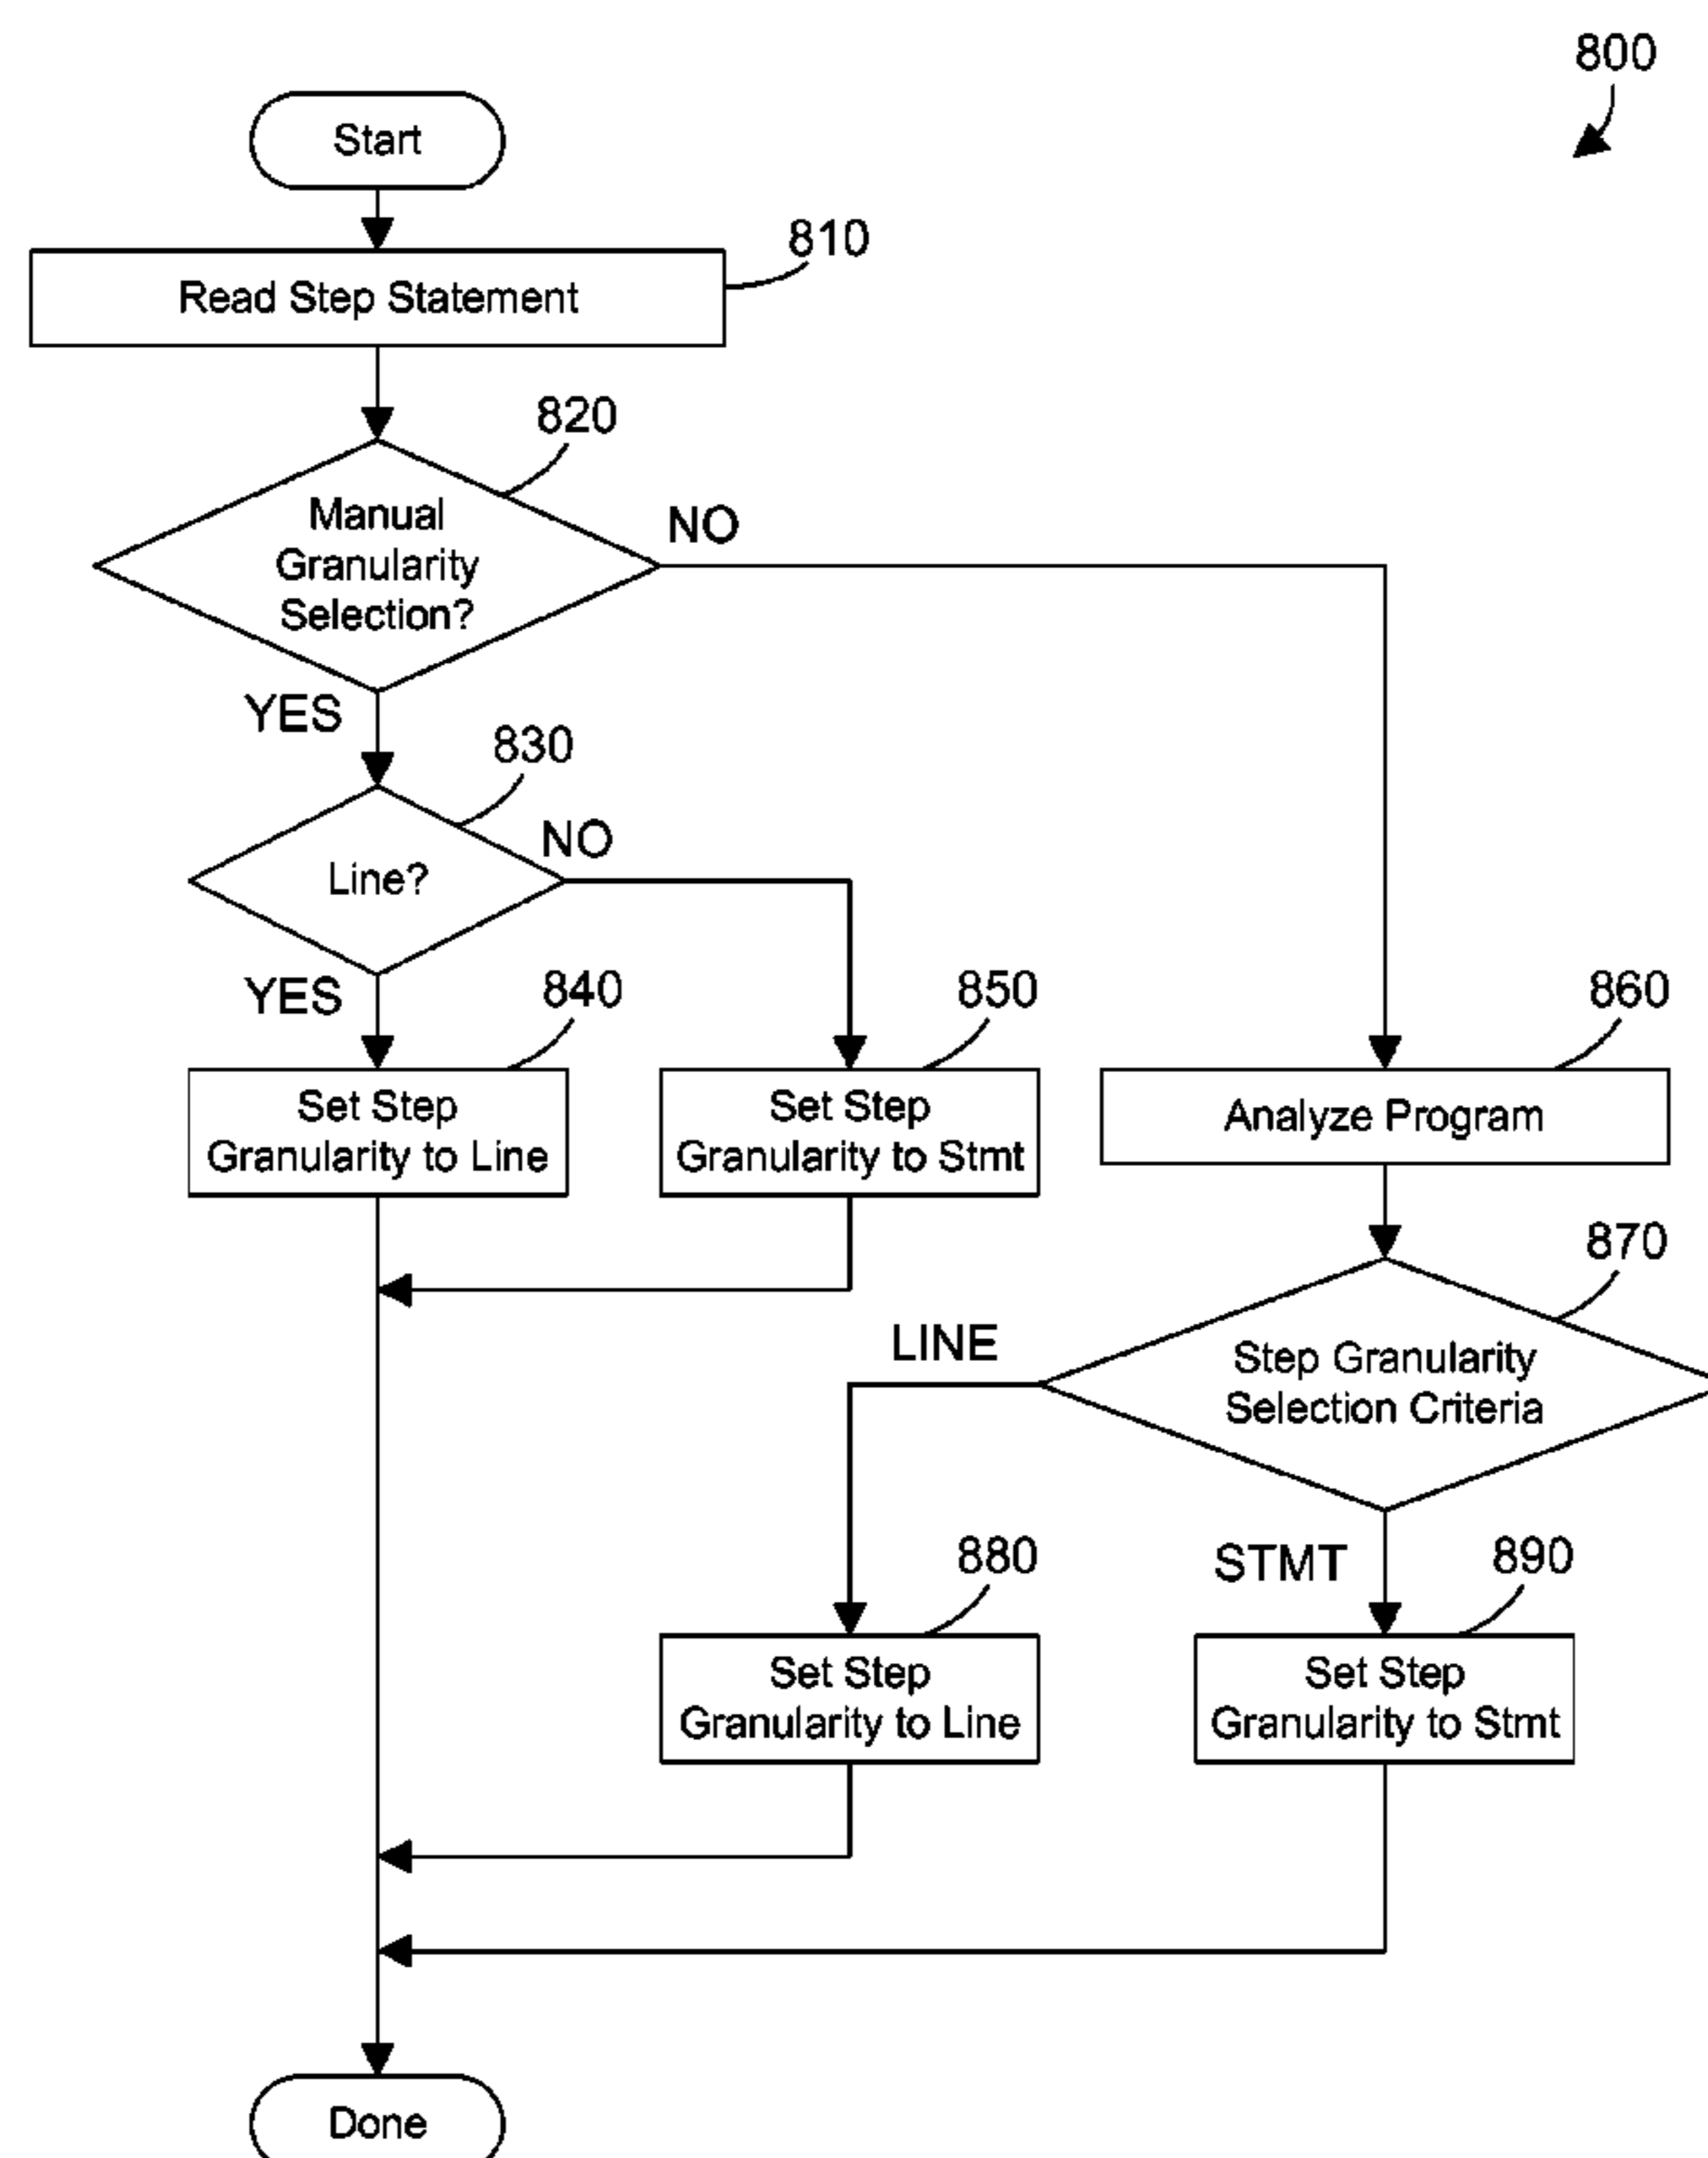 800
Start
810
Read Step Statement
820
Manual
Granularity
Selection?
NO
YES
830
Line?
NO
YES
840
Set Step
Granularity to Line
850
Set Step
Granularity to Stmt
860
Analyze Program
870
Step Granularity
Selection Criteria
LINE
STMT
880
Set Step
Granularity to Line
890
Set Step
Granularity to Stmt
Done